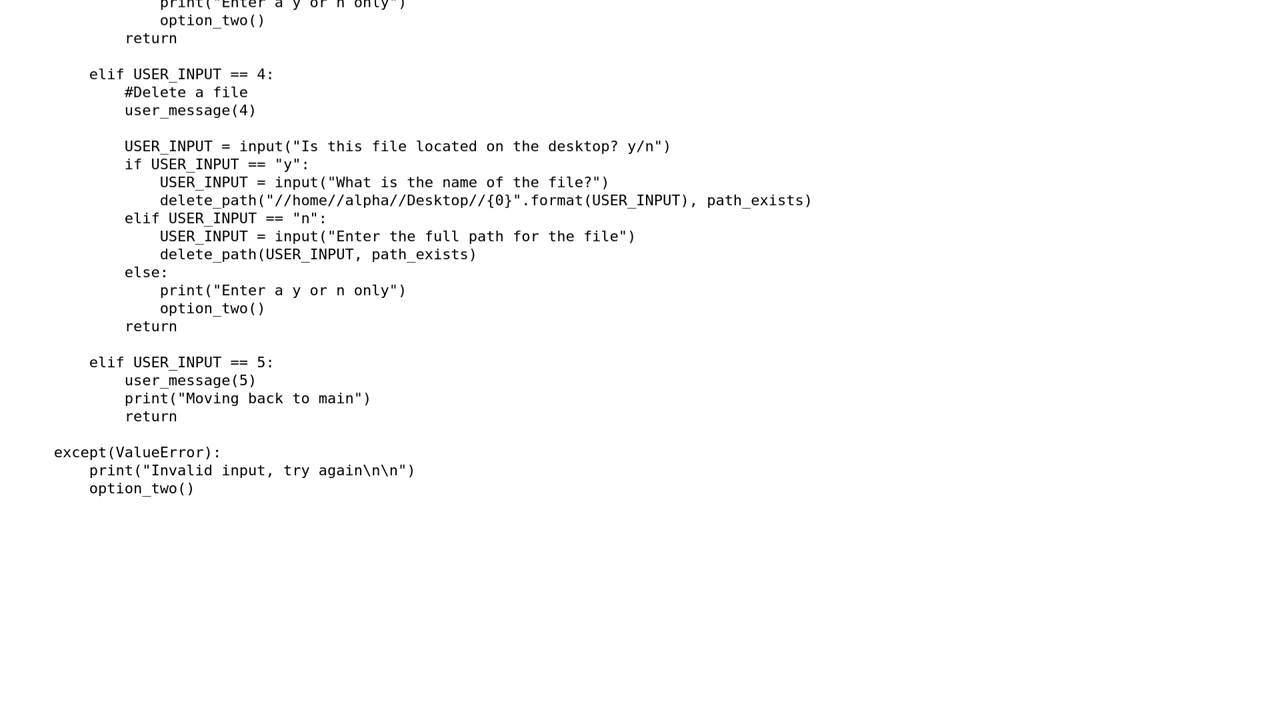 print("Enter a y or n only")
            option_two()
        return

    elif USER_INPUT == 4:
        #Delete a file
        user_message(4)

        USER_INPUT = input("Is this file located on the desktop? y/n")
        if USER_INPUT == "y":
            USER_INPUT = input("What is the name of the file?")
            delete_path("//home//alpha//Desktop//{0}".format(USER_INPUT), path_exists)
        elif USER_INPUT == "n":
            USER_INPUT = input("Enter the full path for the file")
            delete_path(USER_INPUT, path_exists)
        else:
            print("Enter a y or n only")
            option_two()
        return

    elif USER_INPUT == 5:
        user_message(5)
        print("Moving back to main")
        return

except(ValueError):
    print("Invalid input, try again\n\n")
    option_two()